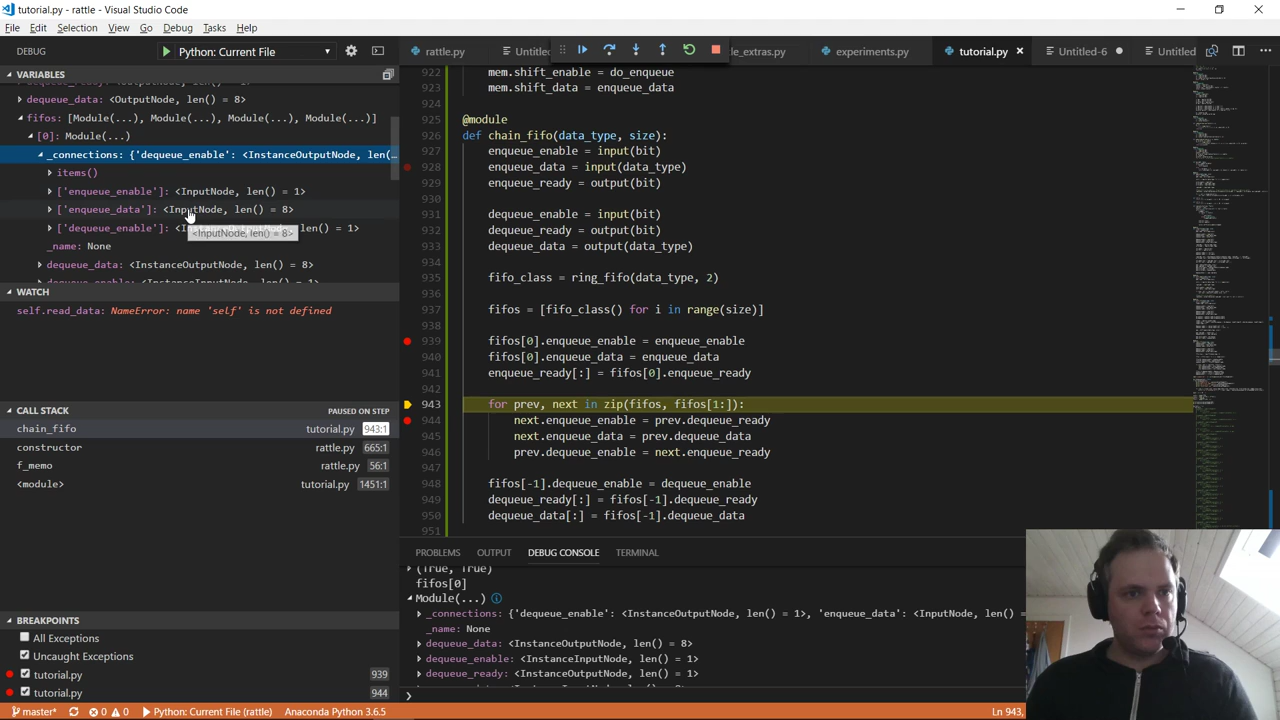 tutorial.py - rattle - Visual Studio Code
File Edit Selection View Go Debug Tasks Help
DEBUG Python: Current File
rattle.py le_extras.py experiments.py tutorial.py Untitled-6
VARIABLES
dequeue_data: <OutputNode, len() = 8>
fifos: [Module(...), Module(...), Module(...), Module(...)]
[0]: Module(...)
_connections: {'dequeue_enable': <InstanceOutputNode, len(...
items()
['enqueue_enable']: <InputNode, len() = 1>
['enqueue_data']: <InputNode, len() = 8>
<InputNode, len() = 8>
['dequeue_enable']:
_name: None
dequeue_data: <InstanceOutputNode, len() = 8>
WATCH
self.read_data: NameError: name 'self' is not defined
CALL STACK PAUSED ON STEP
chain_fifo tutorial.py 943:1
constructor rattle.py 665:1
f_memo rattle.py 56:1
<module> tutorial.py 1451:1
BREAKPOINTS
All Exceptions
Uncaught Exceptions
tutorial.py 939
tutorial.py 944
922 mem.shift_enable = do_enqueue
923 mem.shift_data = enqueue_data
924
925 @module
926 def chain_fifo(data_type, size):
queue_enable = input(bit)
928 queue_data = input(data_type)
929 enqueue_ready = output(bit)
930
931 dequeue_enable = input(bit)
932 dequeue_ready = output(bit)
933 dequeue_data = output(data_type)
934
fifo_class = ring_fifo(data_type, 2)
936
937 s = [fifo_class() for i in range(size)]
938
939 fifos[0].enqueue_enable = enqueue_enable
940 fifos[0].enqueue_data = enqueue_data
941 enqueue_ready[:] = fifos[0].enqueue_ready
942
943 prev, next in zip(fifos, fifos[1:]):
944 next.enqueue_enable = prev.dequeue_ready
945 next.enqueue_data = prev.dequeue_data
946 rev.dequeue_enable = next.enqueue_ready
947
948 fifos[-1].dequeue_enable = dequeue_enable
949 dequeue_ready[:] = fifos[-1].dequeue_ready
950 dequeue_data[:] = fifos[-1].dequeue_data
951
PROBLEMS OUTPUT DEBUG CONSOLE TERMINAL
(True, True)
fifos[0]
Module(...)
_connections: {'dequeue_enable': <InstanceOutputNode, len() = 1>, 'enqueue_data': <InputNode, len() =
_name: None
dequeue_data: <InstanceOutputNode, len() = 8>
dequeue_enable: <InstanceInputNode, len() = 1>
dequeue_ready: <InstanceOutputNode, len() = 1>
master* 0 0 Python: Current File (rattle) Anaconda Python 3.6.5 Ln 943,